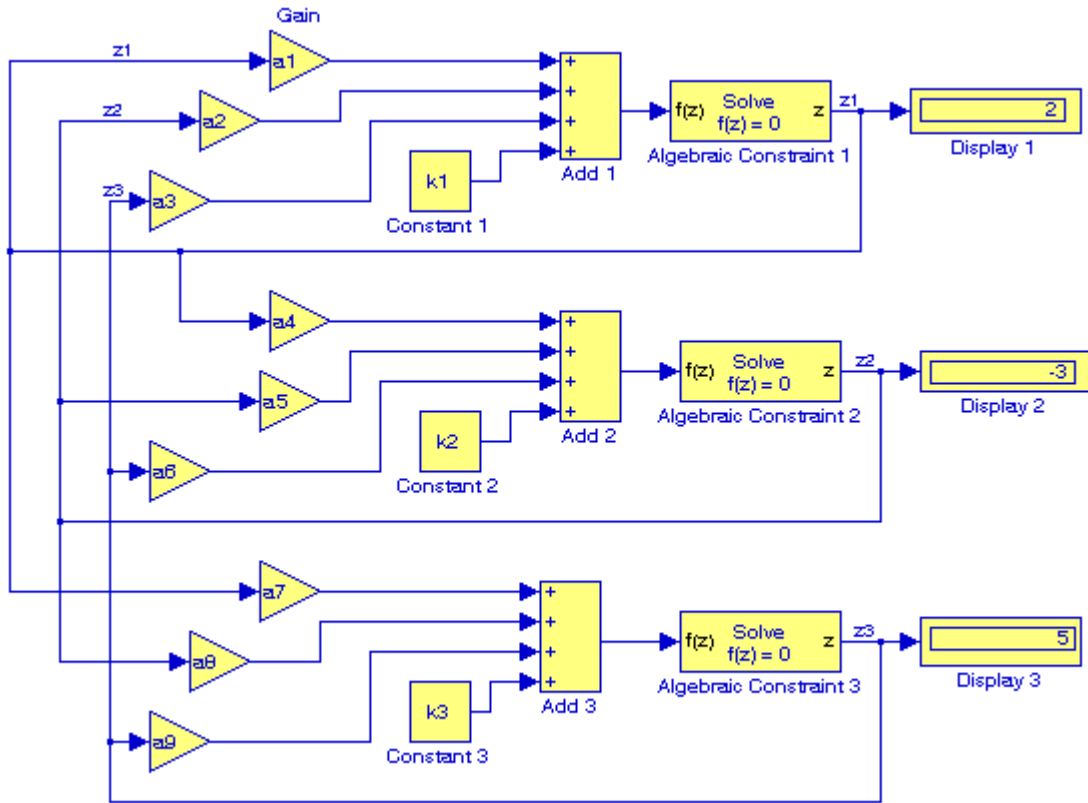 Gain
z1
a1
+
z2
a2
+
+
+
z3
a3
k1
Constant 1
Add 1
f(z)
Solve
f(z) = 0
z
Algebraic Constraint 1
z1
2
Display 1
a4
+
a5
+
+
+
a6
k2
Constant 2
Add 2
f(z)
Solve
f(z) = 0
z
Algebraic Constraint 2
z2
-3
Display 2
a7
+
a8
+
+
+
a9
k3
Constant 3
Add 3
f(z)
Solve
f(z) = 0
z
Algebraic Constraint 3
z3
5
Display 3